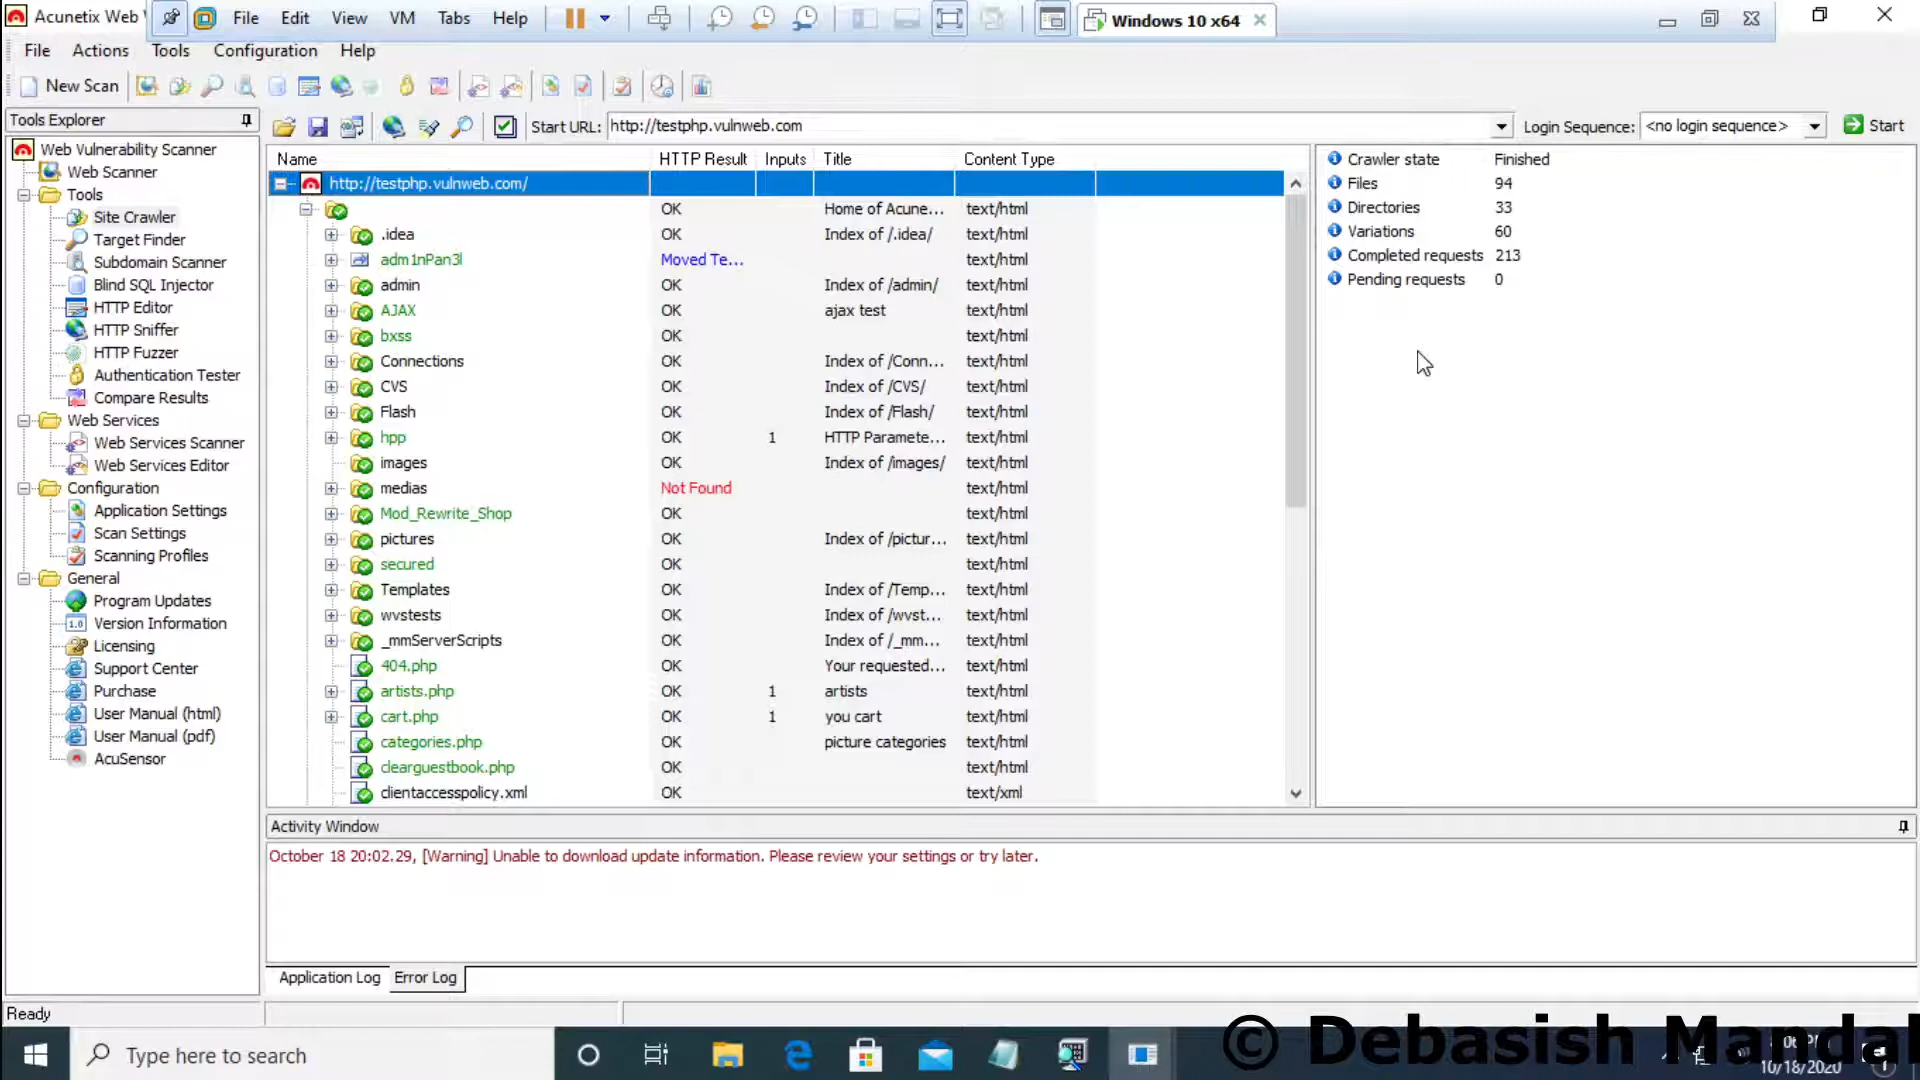 Acunetix Web
File Edit View VM Tabs Help
Windows 10 x64
File Actions Tools Configuration Help
New Scan
Tools Explorer
Web Vulnerability Scanner
Web Scanner
Tools
Site Crawler
Target Finder
Subdomain Scanner
Blind SQL Injector
HTTP Editor
HTTP Sniffer
HTTP Fuzzer
Authentication Tester
Compare Results
Web Services
Web Services Scanner
Web Services Editor
Configuration
Application Settings
Scan Settings
Scanning Profiles
General
Program Updates
1.0 Version Information
Licensing
Support Center
Purchase
User Manual (html)
User Manual (pdf)
AcuSensor
Start URL: http://testphp.vulnweb.com Login Sequence: <no login sequence> Start
Name HTTP Result Inputs Title Content Type
http://testphp.vulnweb.com/
OK Home of Acune... text/html
.idea OK Index of /.idea/ text/html
adm1nPan3l Moved Te... text/html
admin OK Index of /admin/ text/html
AJAX OK ajax test text/html
bxss OK text/html
Connections OK Index of /Conn... text/html
CVS OK Index of /CVS/ text/html
Flash OK Index of /Flash/ text/html
hpp OK 1 HTTP Paramete... text/html
images OK Index of /images/ text/html
medias Not Found text/html
Mod_Rewrite_Shop OK text/html
pictures OK Index of /pictur... text/html
secured OK text/html
Templates OK Index of /Temp... text/html
wvstests OK Index of /wvst... text/html
_mmServerScripts OK Index of /_mm... text/html
404.php OK Your requested... text/html
artists.php OK 1 artists text/html
cart.php OK 1 you cart text/html
categories.php OK picture categories text/html
clearguestbook.php OK text/html
clientaccesspolicy.xml OK text/xml
Crawler state Finished
Files 94
Directories 33
Variations 60
Completed requests 213
Pending requests 0
Activity Window
October 18 20:02.29, [Warning] Unable to download update information. Please review your settings or try later.
Application Log Error Log
Ready
Type here to search
© Debasish Mandal
10/18/2020